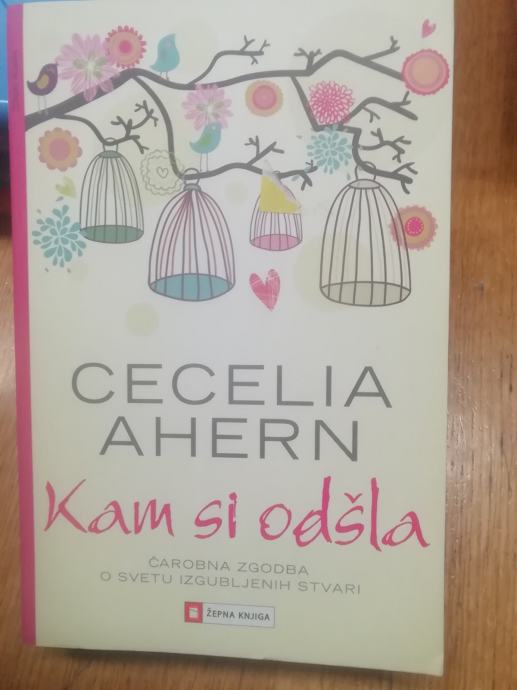 CECELIA
AHERN
Kam si odšla
ČAROBNA ZGODBA
O SVETU IZGUBLJENIH STVARI
ŽEPNA KNJIGA